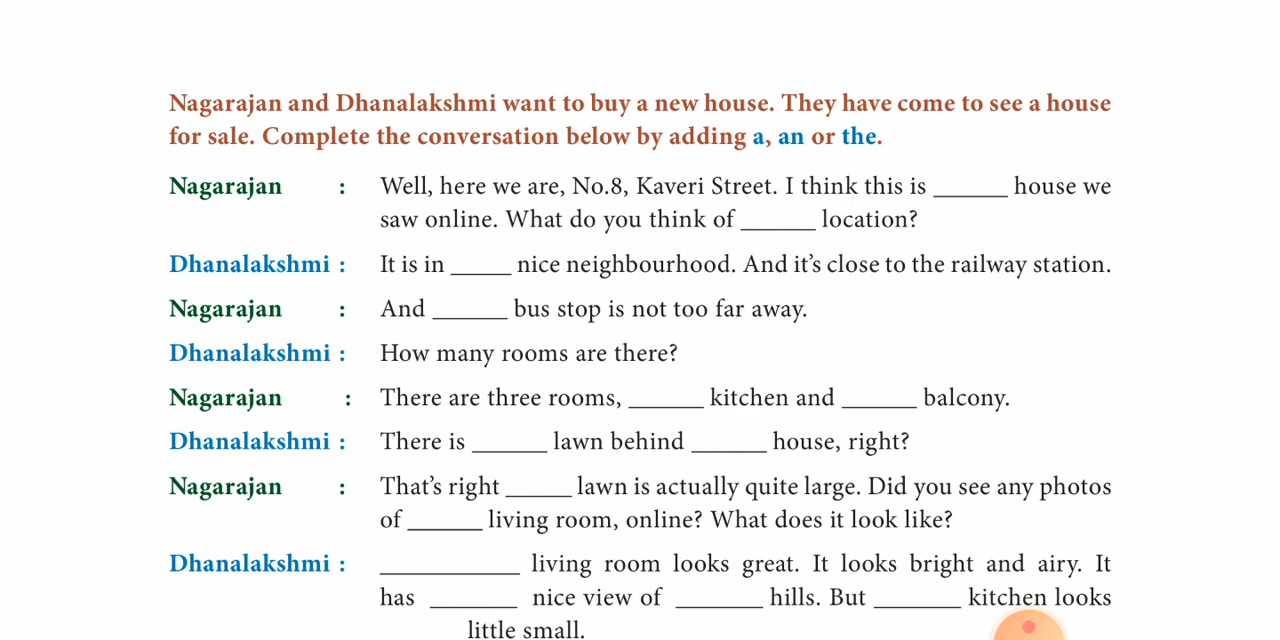 Nagarajan and Dhanalakshmi want to buy a new house. They have come to see a house
for sale. Complete the conversation below by adding a, an or the.
Nagarajan : Well, here we are, No.8, Kaveri Street. I think this is ______ house we
saw online. What do you think of ______ location?
Dhanalakshmi : It is in _____ nice neighbourhood. And it's close to the railway station.
Nagarajan : And ______ bus stop is not too far away.
Dhanalakshmi : How many rooms are there?
Nagarajan : There are three rooms, ______ kitchen and ______ balcony.
Dhanalakshmi : There is ______ lawn behind ______ house, right?
Nagarajan : That's right _____ lawn is actually quite large. Did you see any photos
of ______ living room, online? What does it look like?
Dhanalakshmi : ___________ living room looks great. It looks bright and airy. It
has _______ nice view of _______ hills. But _______ kitchen looks
little small.